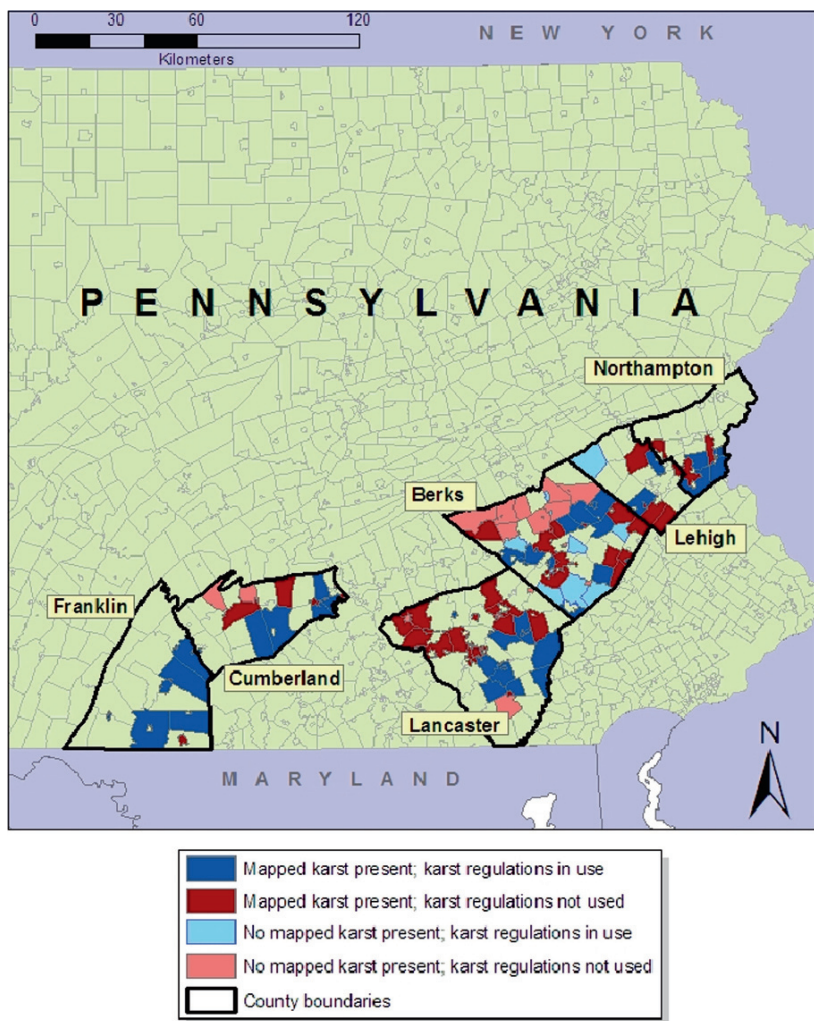 0 30 60 120
Kilometers
NEW YORK
PENNSYLVANIA
Northampton
Berks
Lehigh
Franklin
Cumberland
Lancaster
MARYLAND
N
Mapped karst present; karst regulations in use
Mapped karst present; karst regulations not used
No mapped karst present; karst regulations in use
No mapped karst present; karst regulations not used
County boundaries